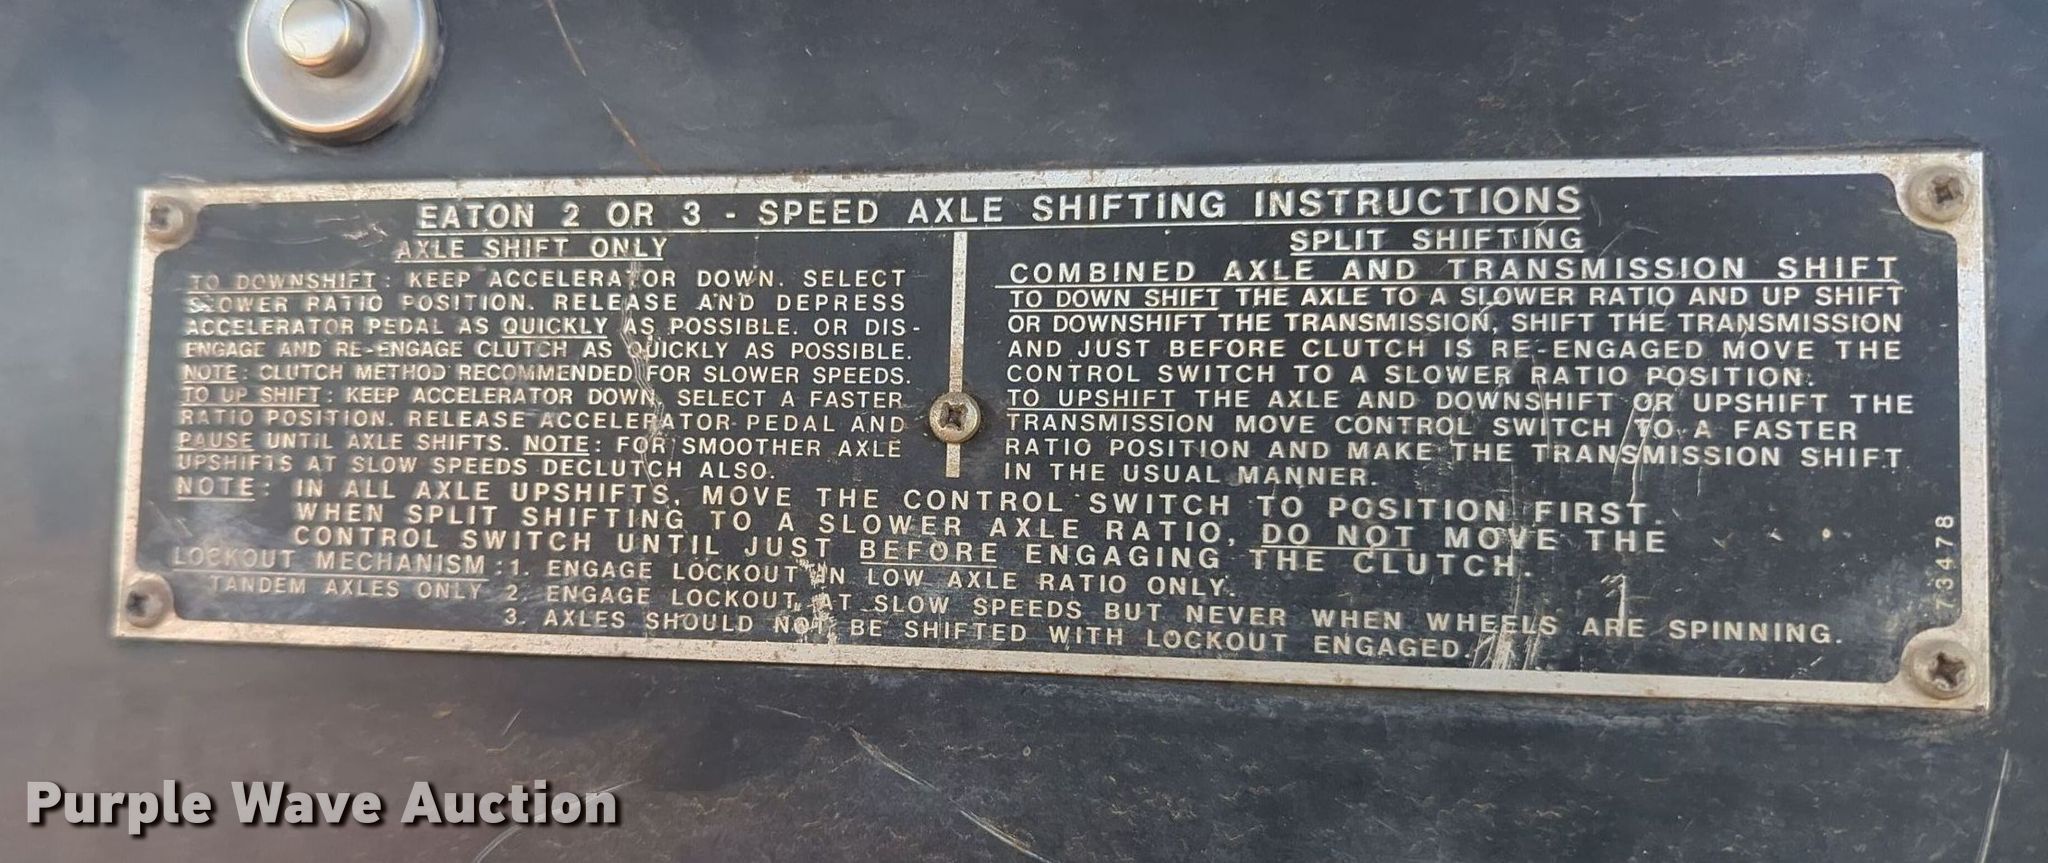 EATON 2 OR 3 - SPEED AXLE SHIFTING INSTRUCTIONS
AXLE SHIFT ONLY
TO DOWNSHIFT: KEEP ACCELERATOR DOWN. SELECT
SLOWER RATIO POSITION. RELEASE AND DEPRESS
ACCELERATOR PEDAL AS QUICKLY AS POSSIBLE. OR DIS-
ENGAGE AND RE-ENGAGE CLUTCH AS QUICKLY AS POSSIBLE.
NOTE: CLUTCH METHOD RECOMMENDED FOR SLOWER SPEEDS.
TO UP SHIFT: KEEP ACCELERATOR DOWN, SELECT A FASTER
RATIO POSITION. RELEASE ACCELERATOR PEDAL AND
PAUSE UNTIL AXLE SHIFTS. NOTE: FOR SMOOTHER AXLE
UPSHIFTS AT SLOW SPEEDS DECLUTCH ALSO.
SPLIT SHIFTING
COMBINED AXLE AND TRANSMISSION SHIFT
TO DOWN SHIFT THE AXLE TO A SLOWER RATIO AND UP SHIFT
OR DOWNSHIFT THE TRANSMISSION, SHIFT THE TRANSMISSION
AND JUST BEFORE CLUTCH IS RE-ENGAGED MOVE THE
CONTROL SWITCH TO A SLOWER RATIO POSITION.
TO UPSHIFT THE AXLE AND DOWNSHIFT OR UPSHIFT THE
TRANSMISSION MOVE CONTROL SWITCH TO A FASTER
RATIO POSITION AND MAKE THE TRANSMISSION SHIFT
IN THE USUAL MANNER.
NOTE: IN ALL AXLE UPSHIFTS, MOVE THE CONTROL SWITCH TO POSITION FIRST.
WHEN SPLIT SHIFTING TO A SLOWER AXLE RATIO, DO NOT MOVE THE
CONTROL SWITCH UNTIL JUST BEFORE ENGAGING THE CLUTCH.
LOCKOUT MECHANISM: 1. ENGAGE LOCKOUT IN LOW AXLE RATIO ONLY.
TANDEM AXLES ONLY 2. ENGAGE LOCKOUT AT SLOW SPEEDS BUT NEVER WHEN WHEELS ARE SPINNING.
3. AXLES SHOULD NOT BE SHIFTED WITH LOCKOUT ENGAGED.
73478
Purple Wave Auction